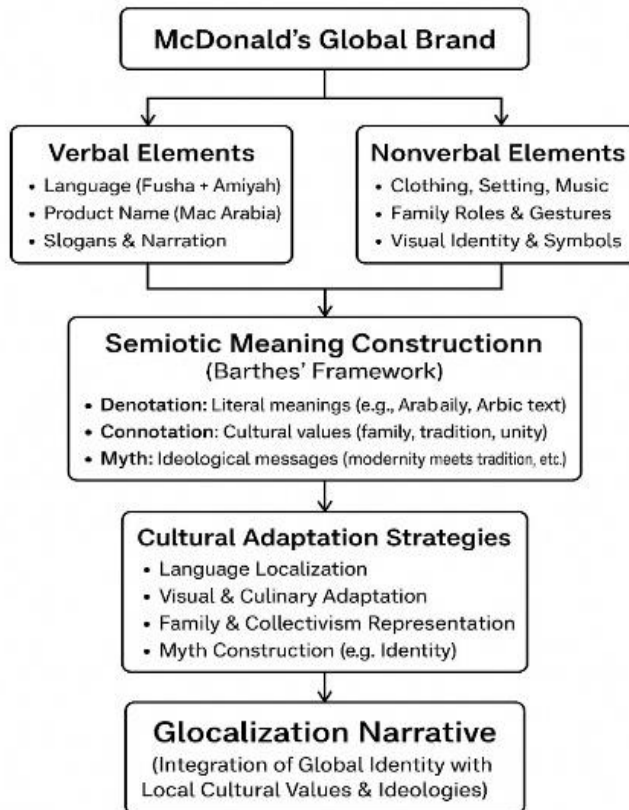 McDonald's Global Brand
Verbal Elements
• Language (Fusha + Amiyah)
• Product Name (Mac Arabia)
• Slogans & Narration
Nonverbal Elements
• Clothing, Setting, Music
• Family Roles & Gestures
• Visual Identity & Symbols
Semiotic Meaning Constructionn
(Barthes' Framework)
• Denotation: Literal meanings (e.g., Arabaily, Arbic text)
• Connotation: Cultural values (family, tradition, unity)
• Myth: Ideological messages (modernity meets tradition, etc.)
Cultural Adaptation Strategies
• Language Localization
• Visual & Culinary Adaptation
• Family & Collectivism Representation
• Myth Construction (e.g. Identity)
Glocalization Narrative
(Integration of Global Identity with
Local Cultural Values & Ideologies)